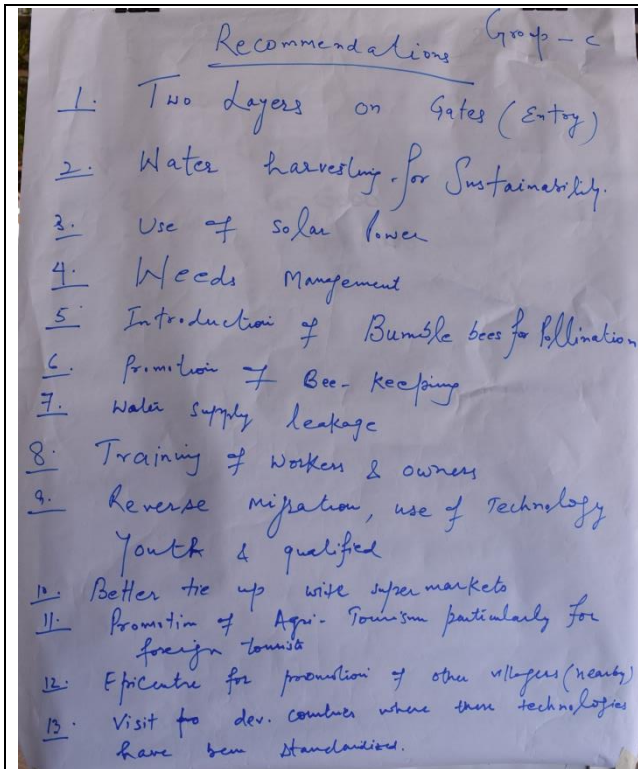 Group - C
Recommendations
1. Two Layers on Gates (Entry)
2. Water harvesting for Sustainability.
3. Use of solar Power
4. Weeds Management
5. Introduction of Bumble bees for Pollination
6. Promotion of Bee-keeping
7. Water supply leakage
8. Training of workers & owners
9. Reverse migration, use of Technology
Youth & qualified
10. Better tie up with super markets
11. Promotion of Agri-Tourism particularly for
foreign tourists
12. Epicentre for promotion of other villagers (nearby)
13. Visit to dev. countries where these technologies
have been standardized.